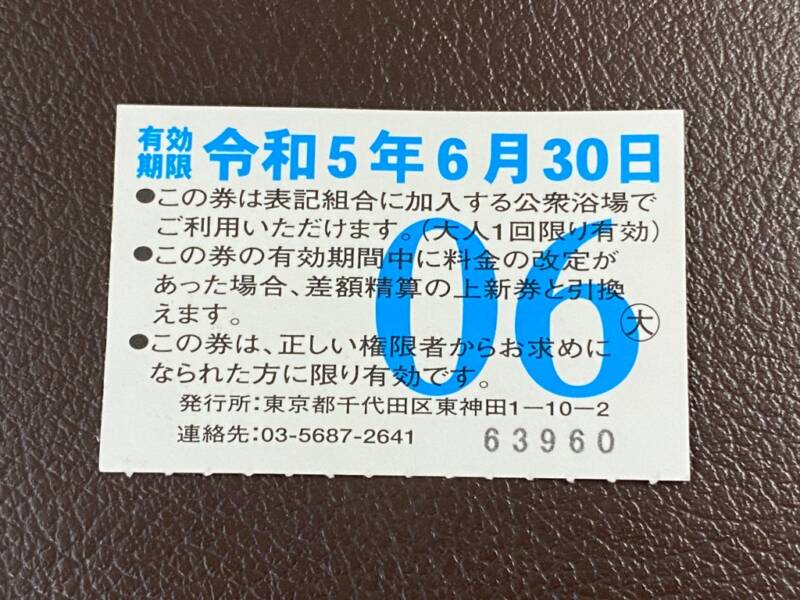 有効期限 令和5年6月30日
●この券は表記組合に加入する公衆浴場で
ご利用いただけます。(大人1回限り有効)
●この券の有効期間中に料金の改定が
あった場合、差額精算の上新券と引換
えます。
●この券は、正しい権限者からお求めに
なられた方に限り有効です。
06
大
発行所:東京都千代田区東神田1-10-2
連絡先:03-5687-2641
63960